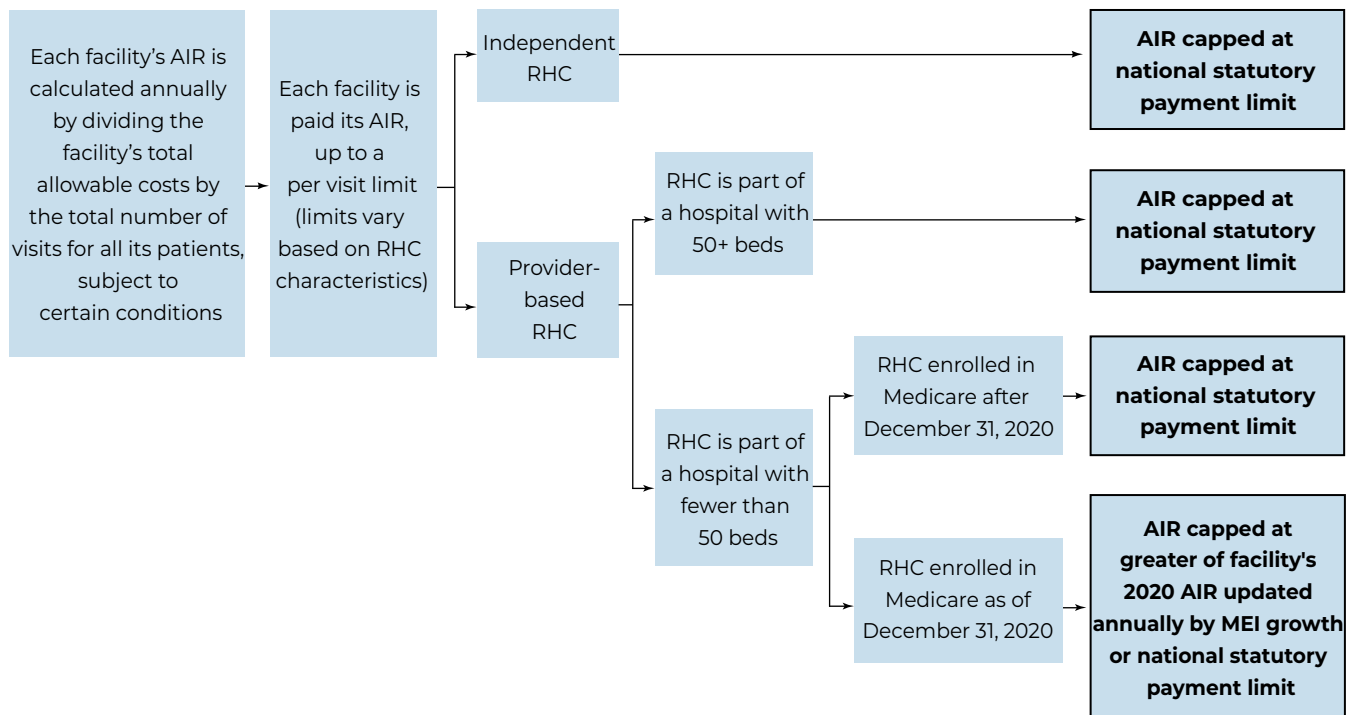 Each facility’s AIR is
calculated annually
by dividing the
facility’s total
allowable costs by
the total number of
visits for all its patients,
subject to
certain conditions
Each facility is
paid its AIR,
up to a
per visit limit
(limits vary
based on RHC
characteristics)
Independent
RHC
AIR capped at
national statutory
payment limit
Provider-
based
RHC
RHC is part of
a hospital with
50+ beds
AIR capped at
national statutory
payment limit
RHC is part of
a hospital with
fewer than
50 beds
RHC enrolled in
Medicare after
December 31, 2020
AIR capped at
national statutory
payment limit
RHC enrolled in
Medicare as of
December 31, 2020
AIR capped at
greater of facility's
2020 AIR updated
annually by MEI growth
or national statutory
payment limit